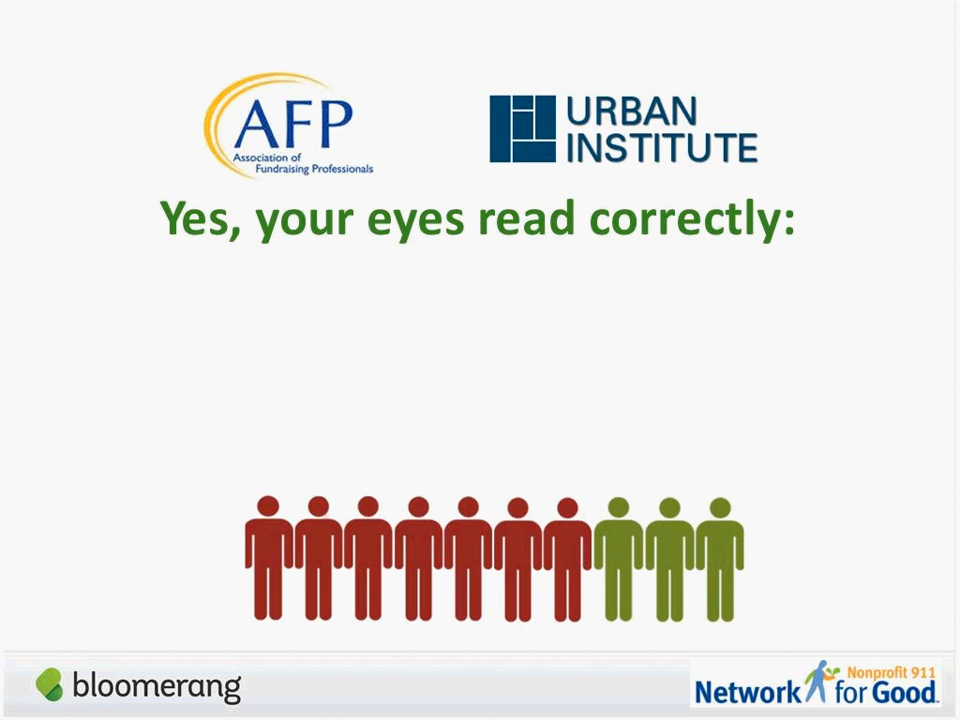 AFP
Association of
Fundraising Professionals
URBAN
INSTITUTE
Yes, your eyes read correctly:
bloomerang
Nonprofit 911
Network for Good.